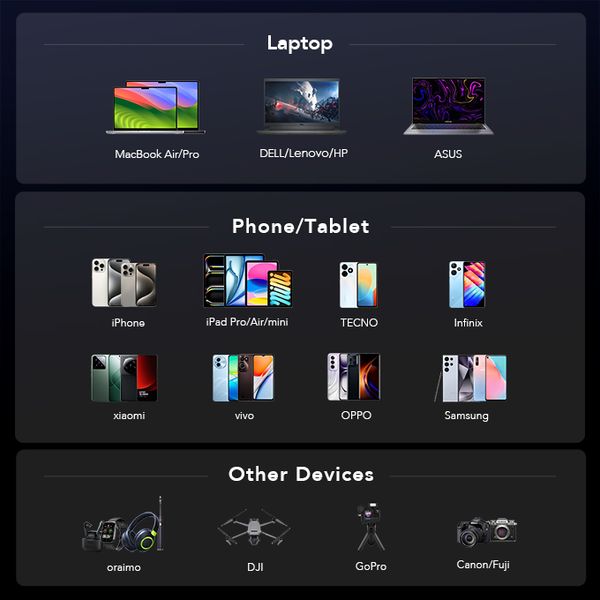 Laptop
MacBook Air/Pro
DELL/Lenovo/HP
ASUS
Phone/Tablet
iPhone
iPad Pro/Air/mini
TECNO
Infinix
xiaomi
vivo
OPPO
Samsung
Other Devices
oraimo
DJI
GoPro
Canon/Fuji